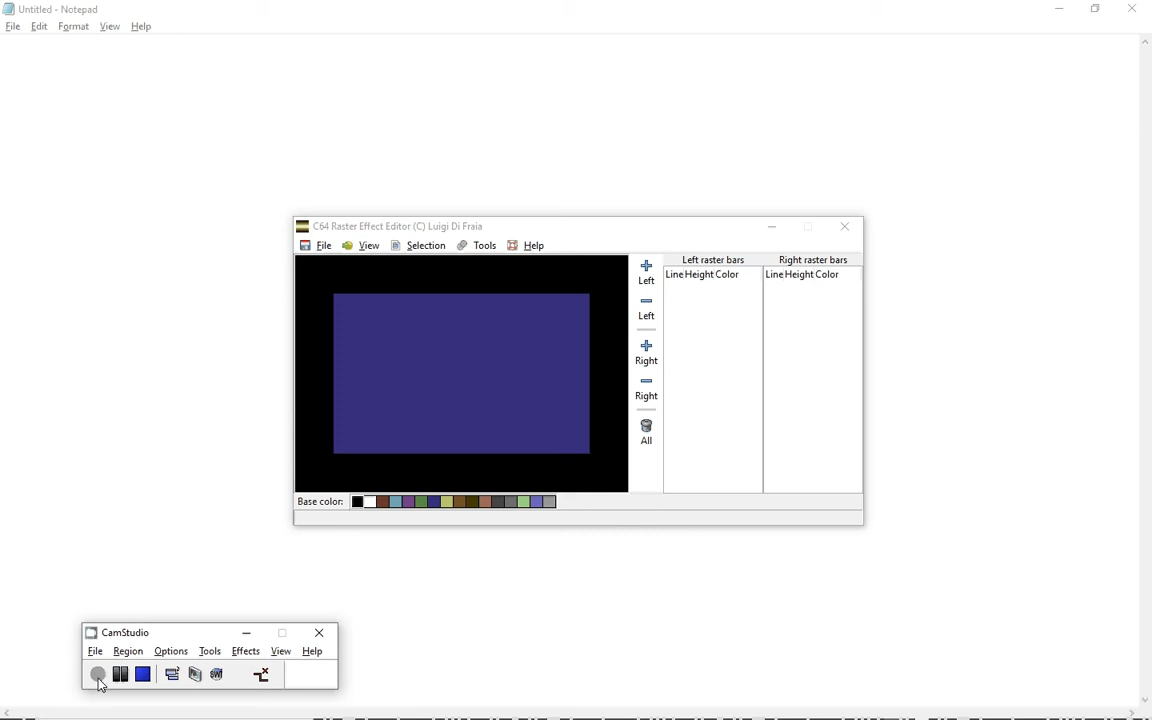 Untitled - Notepad
File Edit Format View Help
C64 Raster Effect Editor (C) Luigi Di Fraia
File View Selection Tools Help
Left raster bars Right raster bars
Line Height Color Line Height Color
Left
Left
Right
Right
All
Base color:
CamStudio
File Region Options Tools Effects View Help
SWF